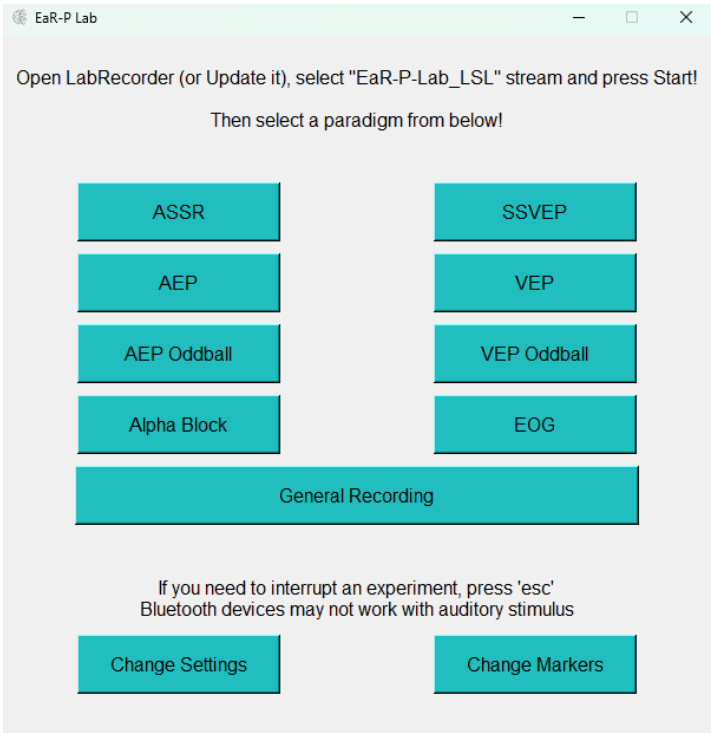 EaR-P Lab
Open LabRecorder (or Update it), select "EaR-P-Lab_LSL" stream and press Start!
Then select a paradigm from below!
ASSR
SSVEP
AEP
VEP
AEP Oddball
VEP Oddball
Alpha Block
EOG
General Recording
If you need to interrupt an experiment, press 'esc'
Bluetooth devices may not work with auditory stimulus
Change Settings
Change Markers